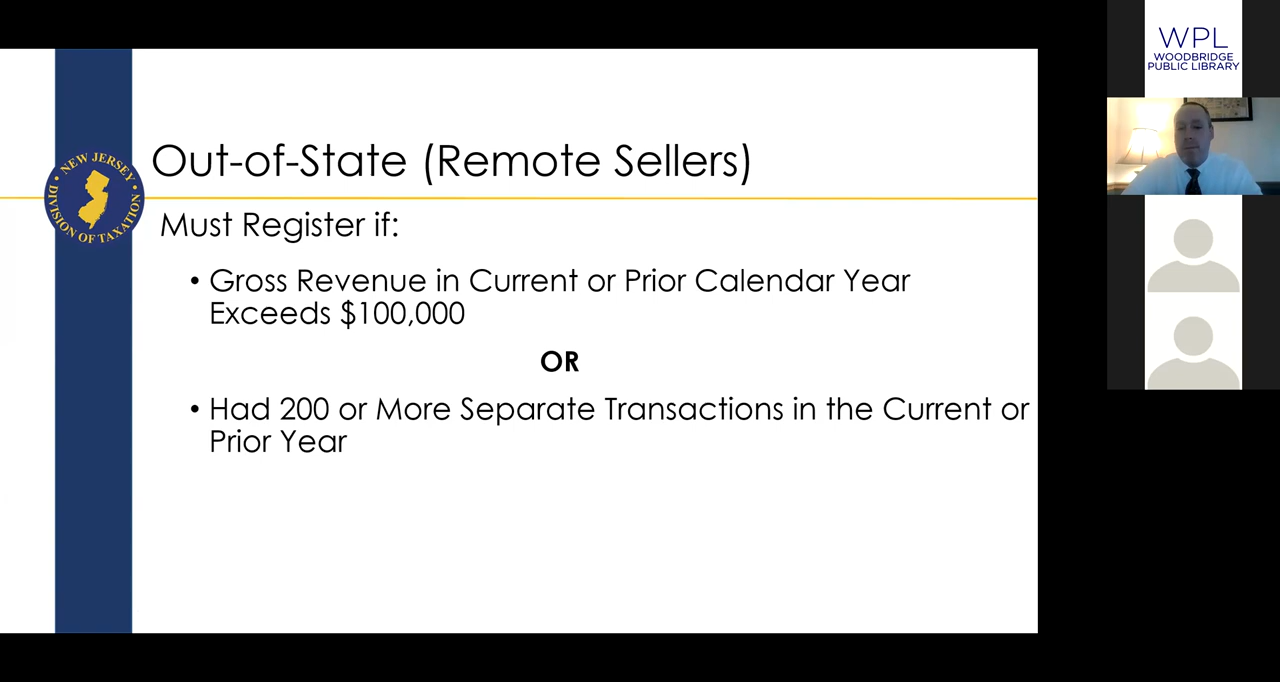 WPL
WOODBRIDGE
PUBLIC LIBRARY
Out-of-State (Remote Sellers)
• NEW JERSEY •
DIVISION OF TAXATION
Must Register if:
• Gross Revenue in Current or Prior Calendar Year
Exceeds $100,000
OR
• Had 200 or More Separate Transactions in the Current or
Prior Year